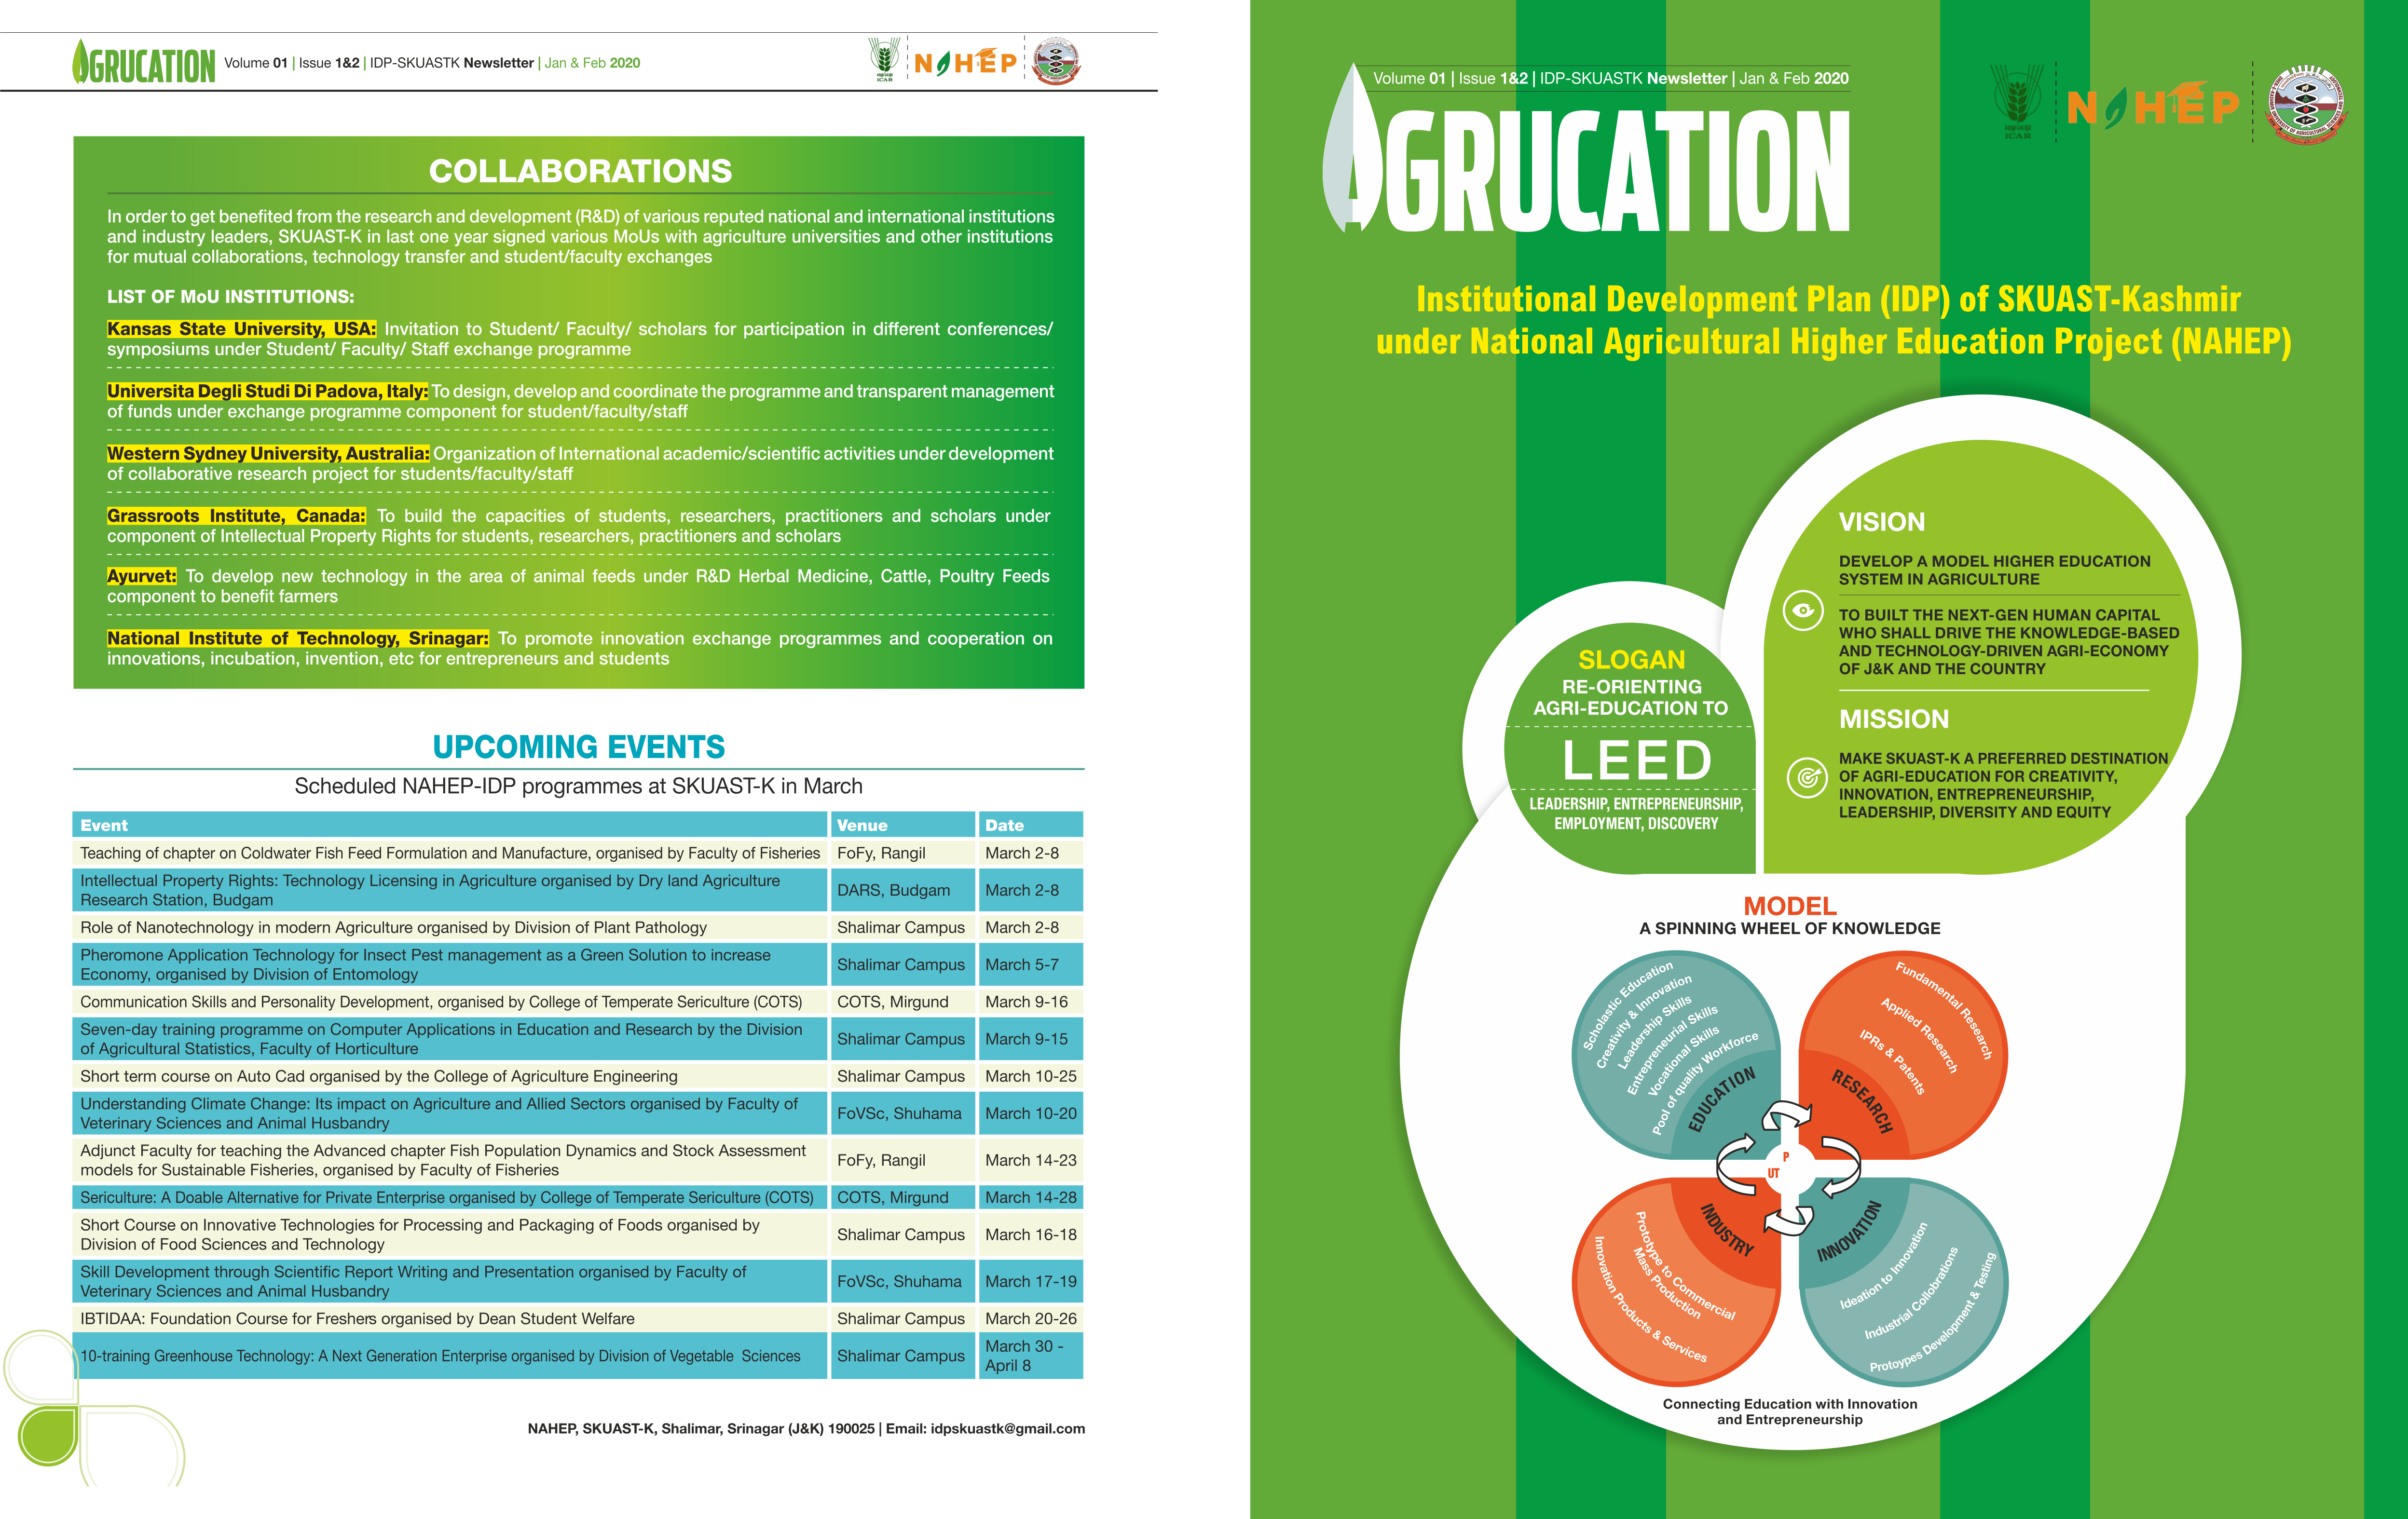 AGRUCATION Volume 01 | Issue 1&2 | IDP-SKUASTK Newsletter | Jan & Feb 2020
ICAR
NAHEP
COLLABORATIONS
In order to get benefited from the research and development (R&D) of various reputed national and international institutions
and industry leaders, SKUAST-K in last one year signed various MoUs with agriculture universities and other institutions
for mutual collaborations, technology transfer and student/faculty exchanges
LIST OF MoU INSTITUTIONS:
Kansas State University, USA: Invitation to Student/ Faculty/ scholars for participation in different conferences/
symposiums under Student/ Faculty/ Staff exchange programme
Universita Degli Studi Di Padova, Italy: To design, develop and coordinate the programme and transparent management
of funds under exchange programme component for student/faculty/staff
Western Sydney University, Australia: Organization of International academic/scientific activities under development
of collaborative research project for students/faculty/staff
Grassroots Institute, Canada: To build the capacities of students, researchers, practitioners and scholars under
component of Intellectual Property Rights for students, researchers, practitioners and scholars
Ayurvet: To develop new technology in the area of animal feeds under R&D Herbal Medicine, Cattle, Poultry Feeds
component to benefit farmers
National Institute of Technology, Srinagar: To promote innovation exchange programmes and cooperation on
innovations, incubation, invention, etc for entrepreneurs and students
UPCOMING EVENTS
Scheduled NAHEP-IDP programmes at SKUAST-K in March
Event Venue Date
Teaching of chapter on Coldwater Fish Feed Formulation and Manufacture, organised by Faculty of Fisheries FoFy, Rangil March 2-8
Intellectual Property Rights: Technology Licensing in Agriculture organised by Dry land Agriculture
Research Station, Budgam DARS, Budgam March 2-8
Role of Nanotechnology in modern Agriculture organised by Division of Plant Pathology Shalimar Campus March 2-8
Pheromone Application Technology for Insect Pest management as a Green Solution to increase
Economy, organised by Division of Entomology Shalimar Campus March 5-7
Communication Skills and Personality Development, organised by College of Temperate Sericulture (COTS) COTS, Mirgund March 9-16
Seven-day training programme on Computer Applications in Education and Research by the Division
of Agricultural Statistics, Faculty of Horticulture Shalimar Campus March 9-15
Short term course on Auto Cad organised by the College of Agriculture Engineering Shalimar Campus March 10-25
Understanding Climate Change: Its impact on Agriculture and Allied Sectors organised by Faculty of
Veterinary Sciences and Animal Husbandry FoVSc, Shuhama March 10-20
Adjunct Faculty for teaching the Advanced chapter Fish Population Dynamics and Stock Assessment
models for Sustainable Fisheries, organised by Faculty of Fisheries FoFy, Rangil March 14-23
Sericulture: A Doable Alternative for Private Enterprise organised by College of Temperate Sericulture (COTS) COTS, Mirgund March 14-28
Short Course on Innovative Technologies for Processing and Packaging of Foods organised by
Division of Food Sciences and Technology Shalimar Campus March 16-18
Skill Development through Scientific Report Writing and Presentation organised by Faculty of
Veterinary Sciences and Animal Husbandry FoVSc, Shuhama March 17-19
IBTIDAA: Foundation Course for Freshers organised by Dean Student Welfare Shalimar Campus March 20-26
10-training Greenhouse Technology: A Next Generation Enterprise organised by Division of Vegetable Sciences Shalimar Campus March 30 -
April 8
NAHEP, SKUAST-K, Shalimar, Srinagar (J&K) 190025 | Email: idpskuastk@gmail.com
Volume 01 | Issue 1&2 | IDP-SKUASTK Newsletter | Jan & Feb 2020
AGRUCATION
ICAR
NAHEP
Institutional Development Plan (IDP) of SKUAST-Kashmir
under National Agricultural Higher Education Project (NAHEP)
VISION
DEVELOP A MODEL HIGHER EDUCATION
SYSTEM IN AGRICULTURE
TO BUILT THE NEXT-GEN HUMAN CAPITAL
WHO SHALL DRIVE THE KNOWLEDGE-BASED
AND TECHNOLOGY-DRIVEN AGRI-ECONOMY
OF J&K AND THE COUNTRY
MISSION
MAKE SKUAST-K A PREFERRED DESTINATION
OF AGRI-EDUCATION FOR CREATIVITY,
INNOVATION, ENTREPRENEURSHIP,
LEADERSHIP, DIVERSITY AND EQUITY
SLOGAN
RE-ORIENTING
AGRI-EDUCATION TO
LEED
LEADERSHIP, ENTREPRENEURSHIP,
EMPLOYMENT, DISCOVERY
MODEL
A SPINNING WHEEL OF KNOWLEDGE
Scholastic Education
Creativity & Innovation
Leadership Skills
Entrepreneurial Skills
Vocational Skills
Pool of quality Workforce
EDUCATION
Fundamental Research
Applied Research
IPRs & Patents
RESEARCH
P
UT
INDUSTRY
Prototype to Commercial
Mass Production
Innovation Products & Services
INNOVATION
Ideation to Innovation
Industrial Collobrations
Protoypes Development & Testing
Connecting Education with Innovation
and Entrepreneurship